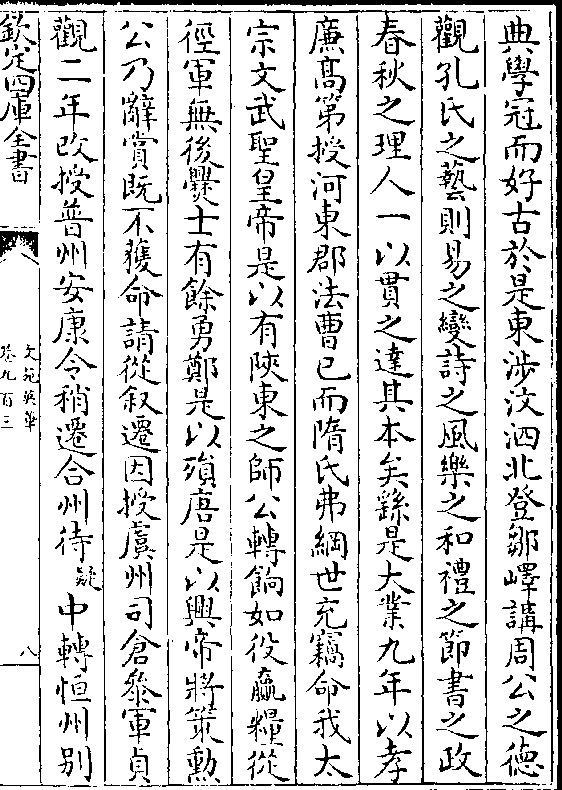 典學冠而好古於是東涉汶泗北登鄒嶧講周公之德
觀孔氏之藝則易之變詩之風樂之和禮之節書之政
春秋之理人一以貫之達其本矣繇是大業九年以孝
廉髙第授河東郡法曹已而隋氏弗綱世充竊命我太
宗文武聖皇帝是以有陜東之師公轉餉如役贏糧從
徑軍無後爨士有餘勇鄭是以殞唐是以興帝將策勲
公乃辭賞既不獲命請從叙遷因授虞州司倉叅軍貞
觀二年改授普州安康令稍遷合州待疑中轉恒州别
欽定四庫全書
文苑英華
卷九百三
八